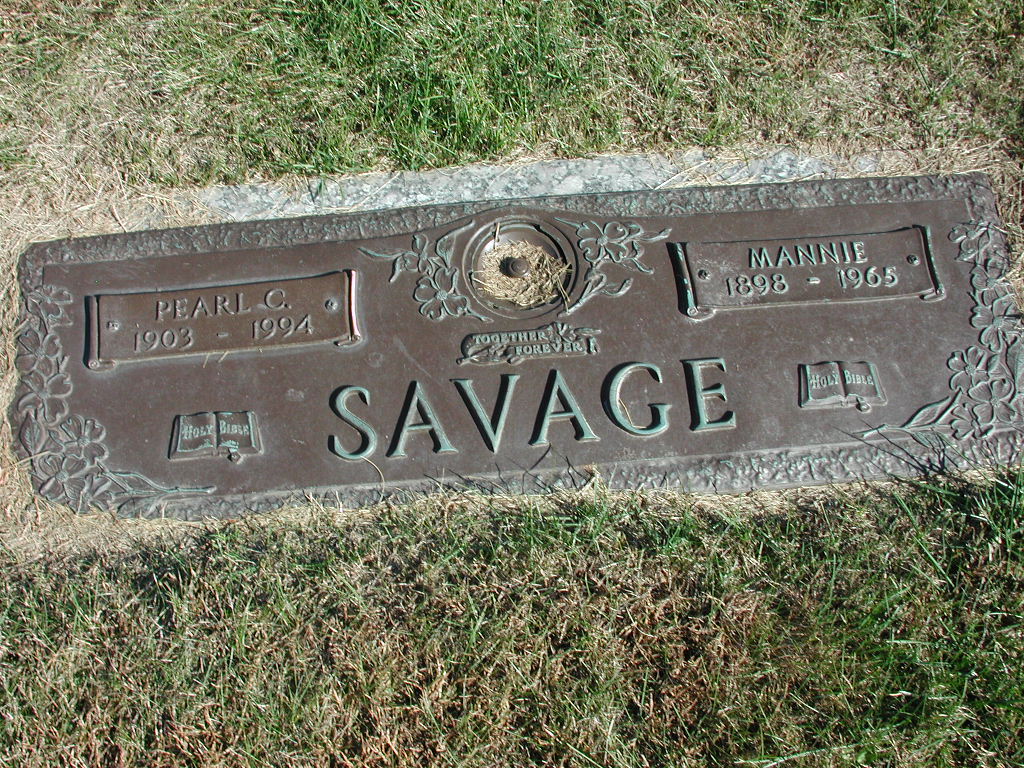 PEARL C.
1903 - 1994
TOGETHER
FOREVER
MANNIE
1898 - 1965
SAVAGE
HOLY BIBLE
HOLY BIBLE